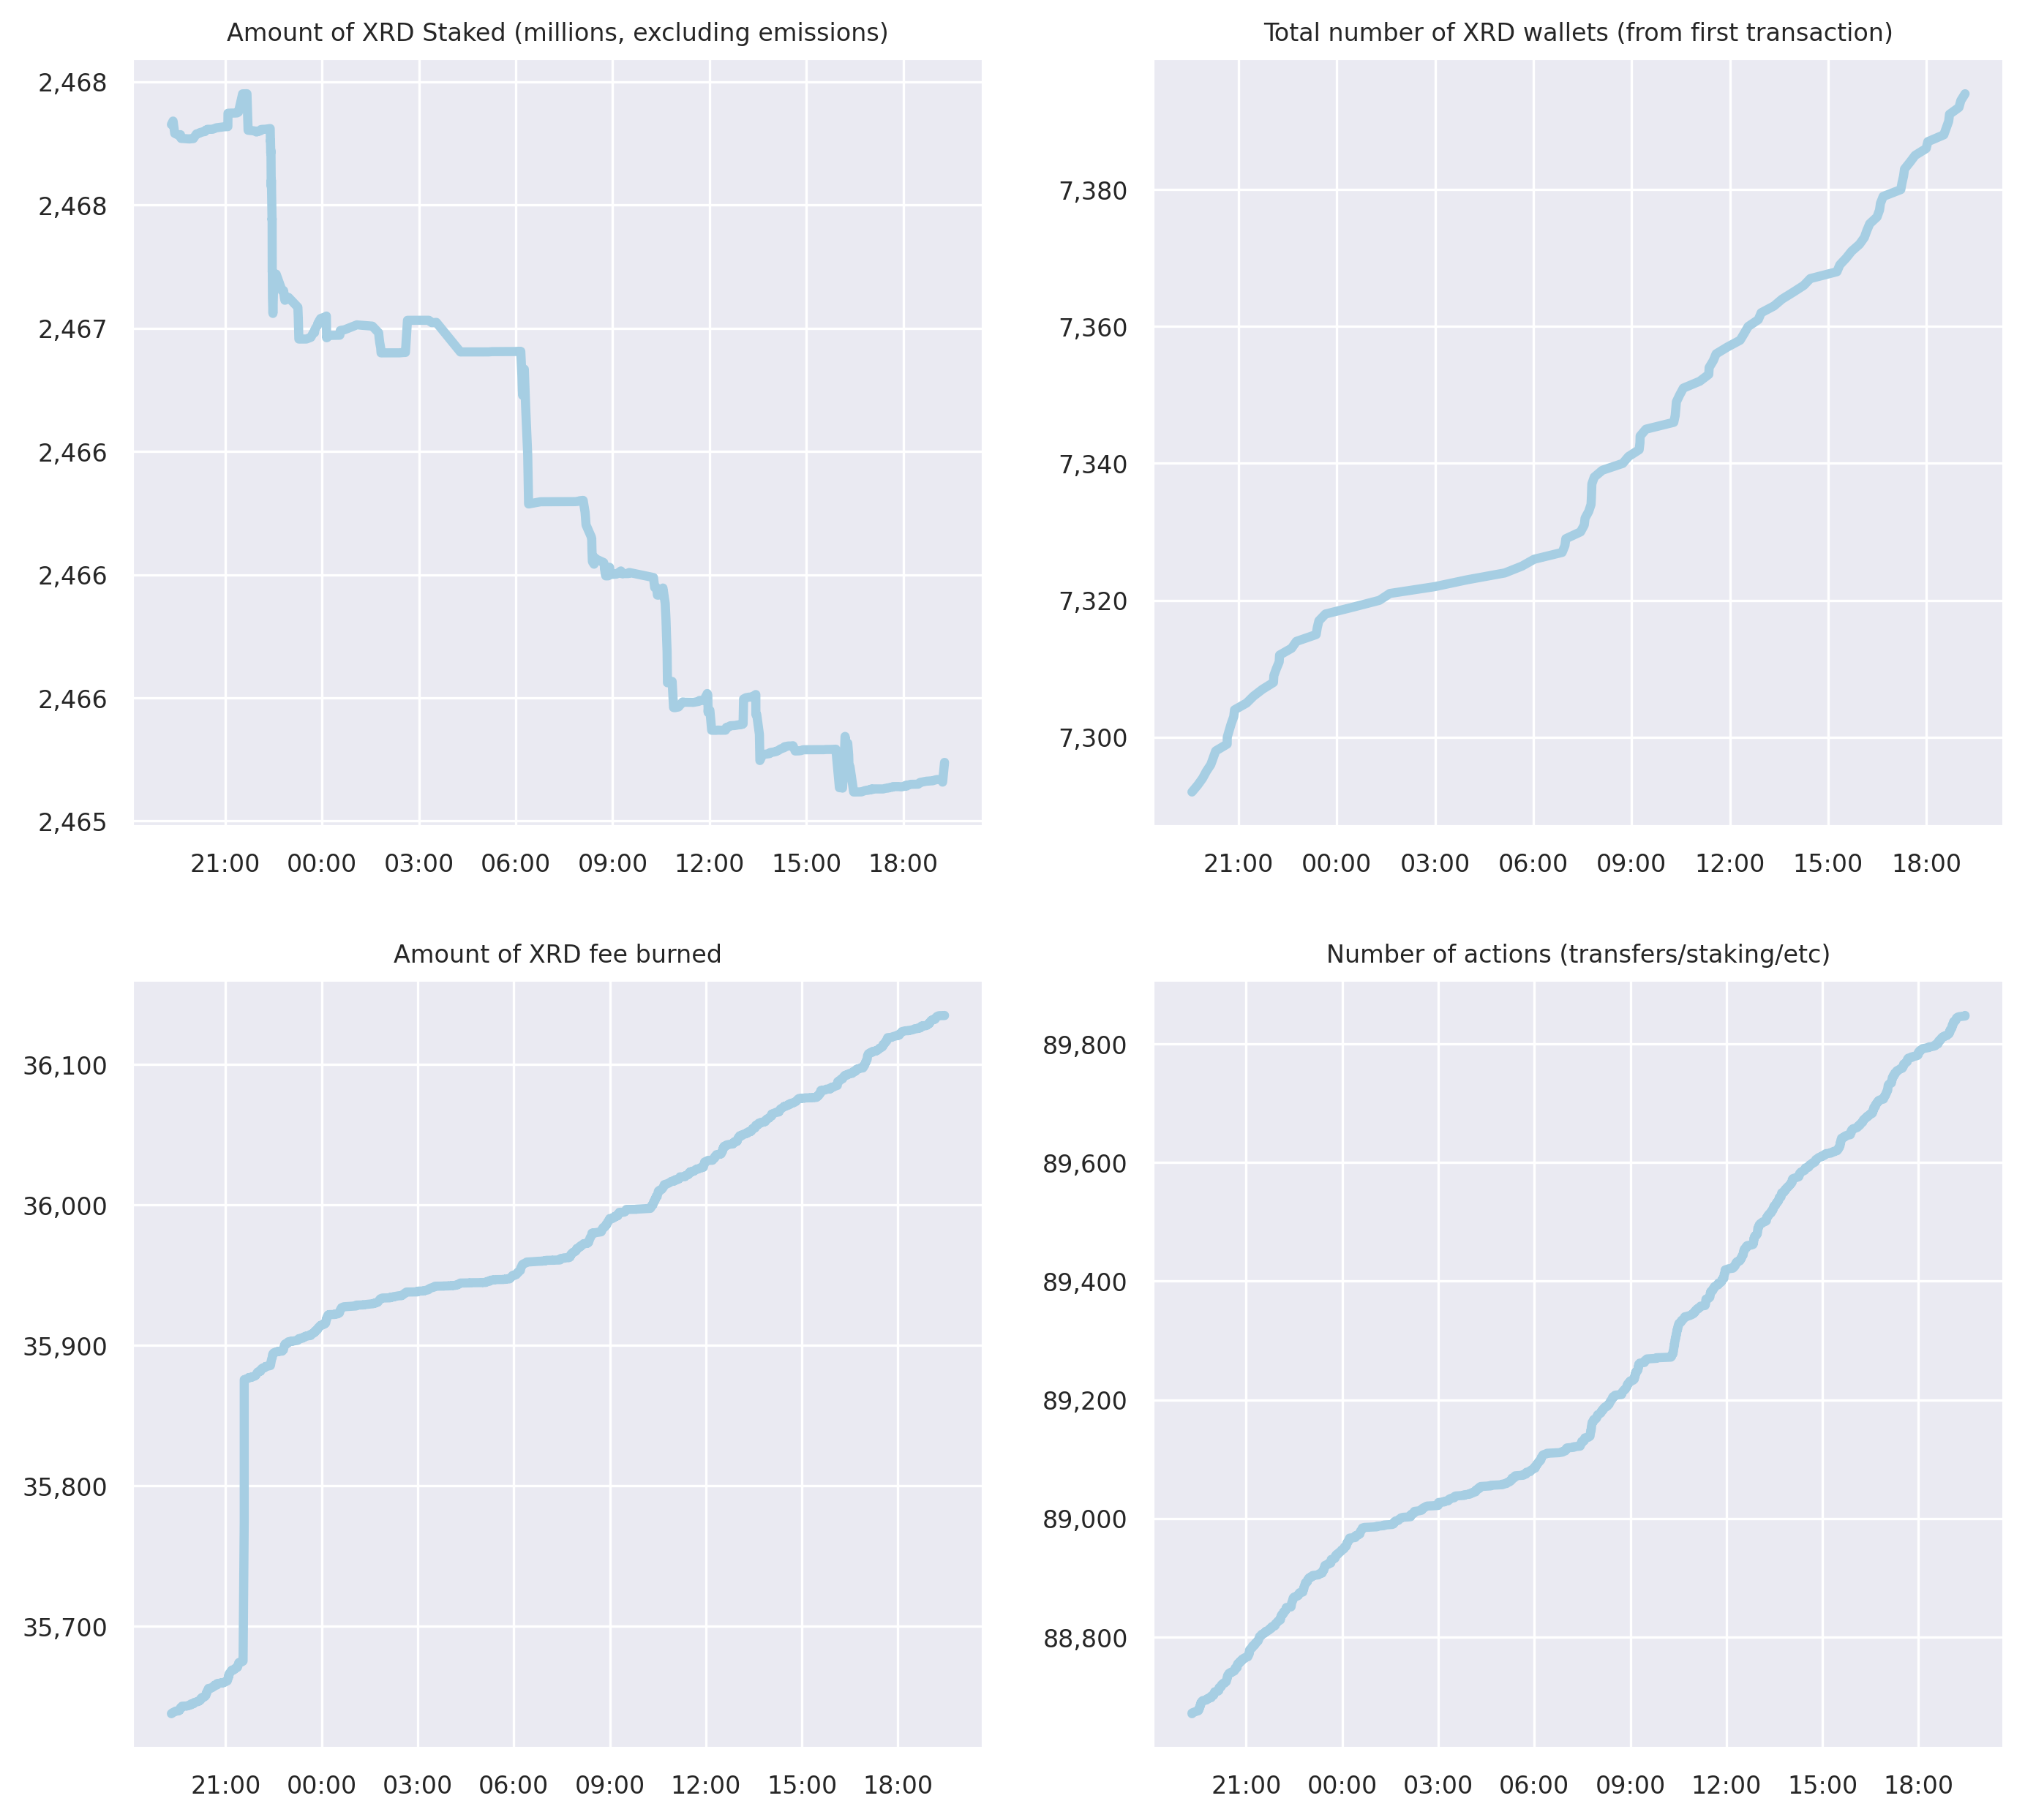 Amount of XRD Staked (millions, excluding emissions)
2,468
2,468
2,467
2,466
2,466
2,466
2,465
21:00 00:00 03:00 06:00 09:00 12:00 15:00 18:00
Total number of XRD wallets (from first transaction)
7,380
7,360
7,340
7,320
7,300
21:00 00:00 03:00 06:00 09:00 12:00 15:00 18:00
Amount of XRD fee burned
36,100
36,000
35,900
35,800
35,700
21:00 00:00 03:00 06:00 09:00 12:00 15:00 18:00
Number of actions (transfers/staking/etc)
89,800
89,600
89,400
89,200
89,000
88,800
21:00 00:00 03:00 06:00 09:00 12:00 15:00 18:00